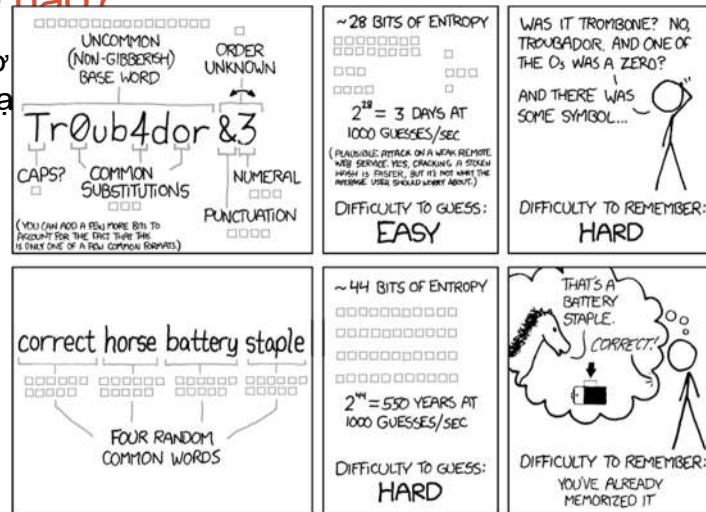 UNCOMMON
(NON-GIBBERISH)
BASE WORD
ORDER
UNKNOWN
Tr0ub4dor &3
CAPS?
COMMON
SUBSTITUTIONS
NUMERAL
PUNCTUATION
(YOU CAN ADD A FEW MORE BITS TO
ACCOUNT FOR THE FACT THAT THIS
IS ONLY ONE OF A FEW COMMON FORMATS.)
~28 BITS OF ENTROPY
2^28 = 3 DAYS AT
1000 GUESSES/SEC
(PLAUSIBLE ATTACK ON A WEAK REMOTE
WEB SERVICE. YES, CRACKING A STOLEN
HASH IS FASTER, BUT IT'S NOT WHAT THE
AVERAGE USER SHOULD WORRY ABOUT.)
DIFFICULTY TO GUESS:
EASY
WAS IT TROMBONE? NO,
TROUBADOR. AND ONE OF
THE Os WAS A ZERO?
AND THERE WAS
SOME SYMBOL...
DIFFICULTY TO REMEMBER:
HARD
correct horse battery staple
FOUR RANDOM
COMMON WORDS
~44 BITS OF ENTROPY
2^44 = 550 YEARS AT
1000 GUESSES/SEC
DIFFICULTY TO GUESS:
HARD
THAT'S A
BATTERY
STAPLE.
CORRECT!
DIFFICULTY TO REMEMBER:
YOU'VE ALREADY
MEMORIZED IT